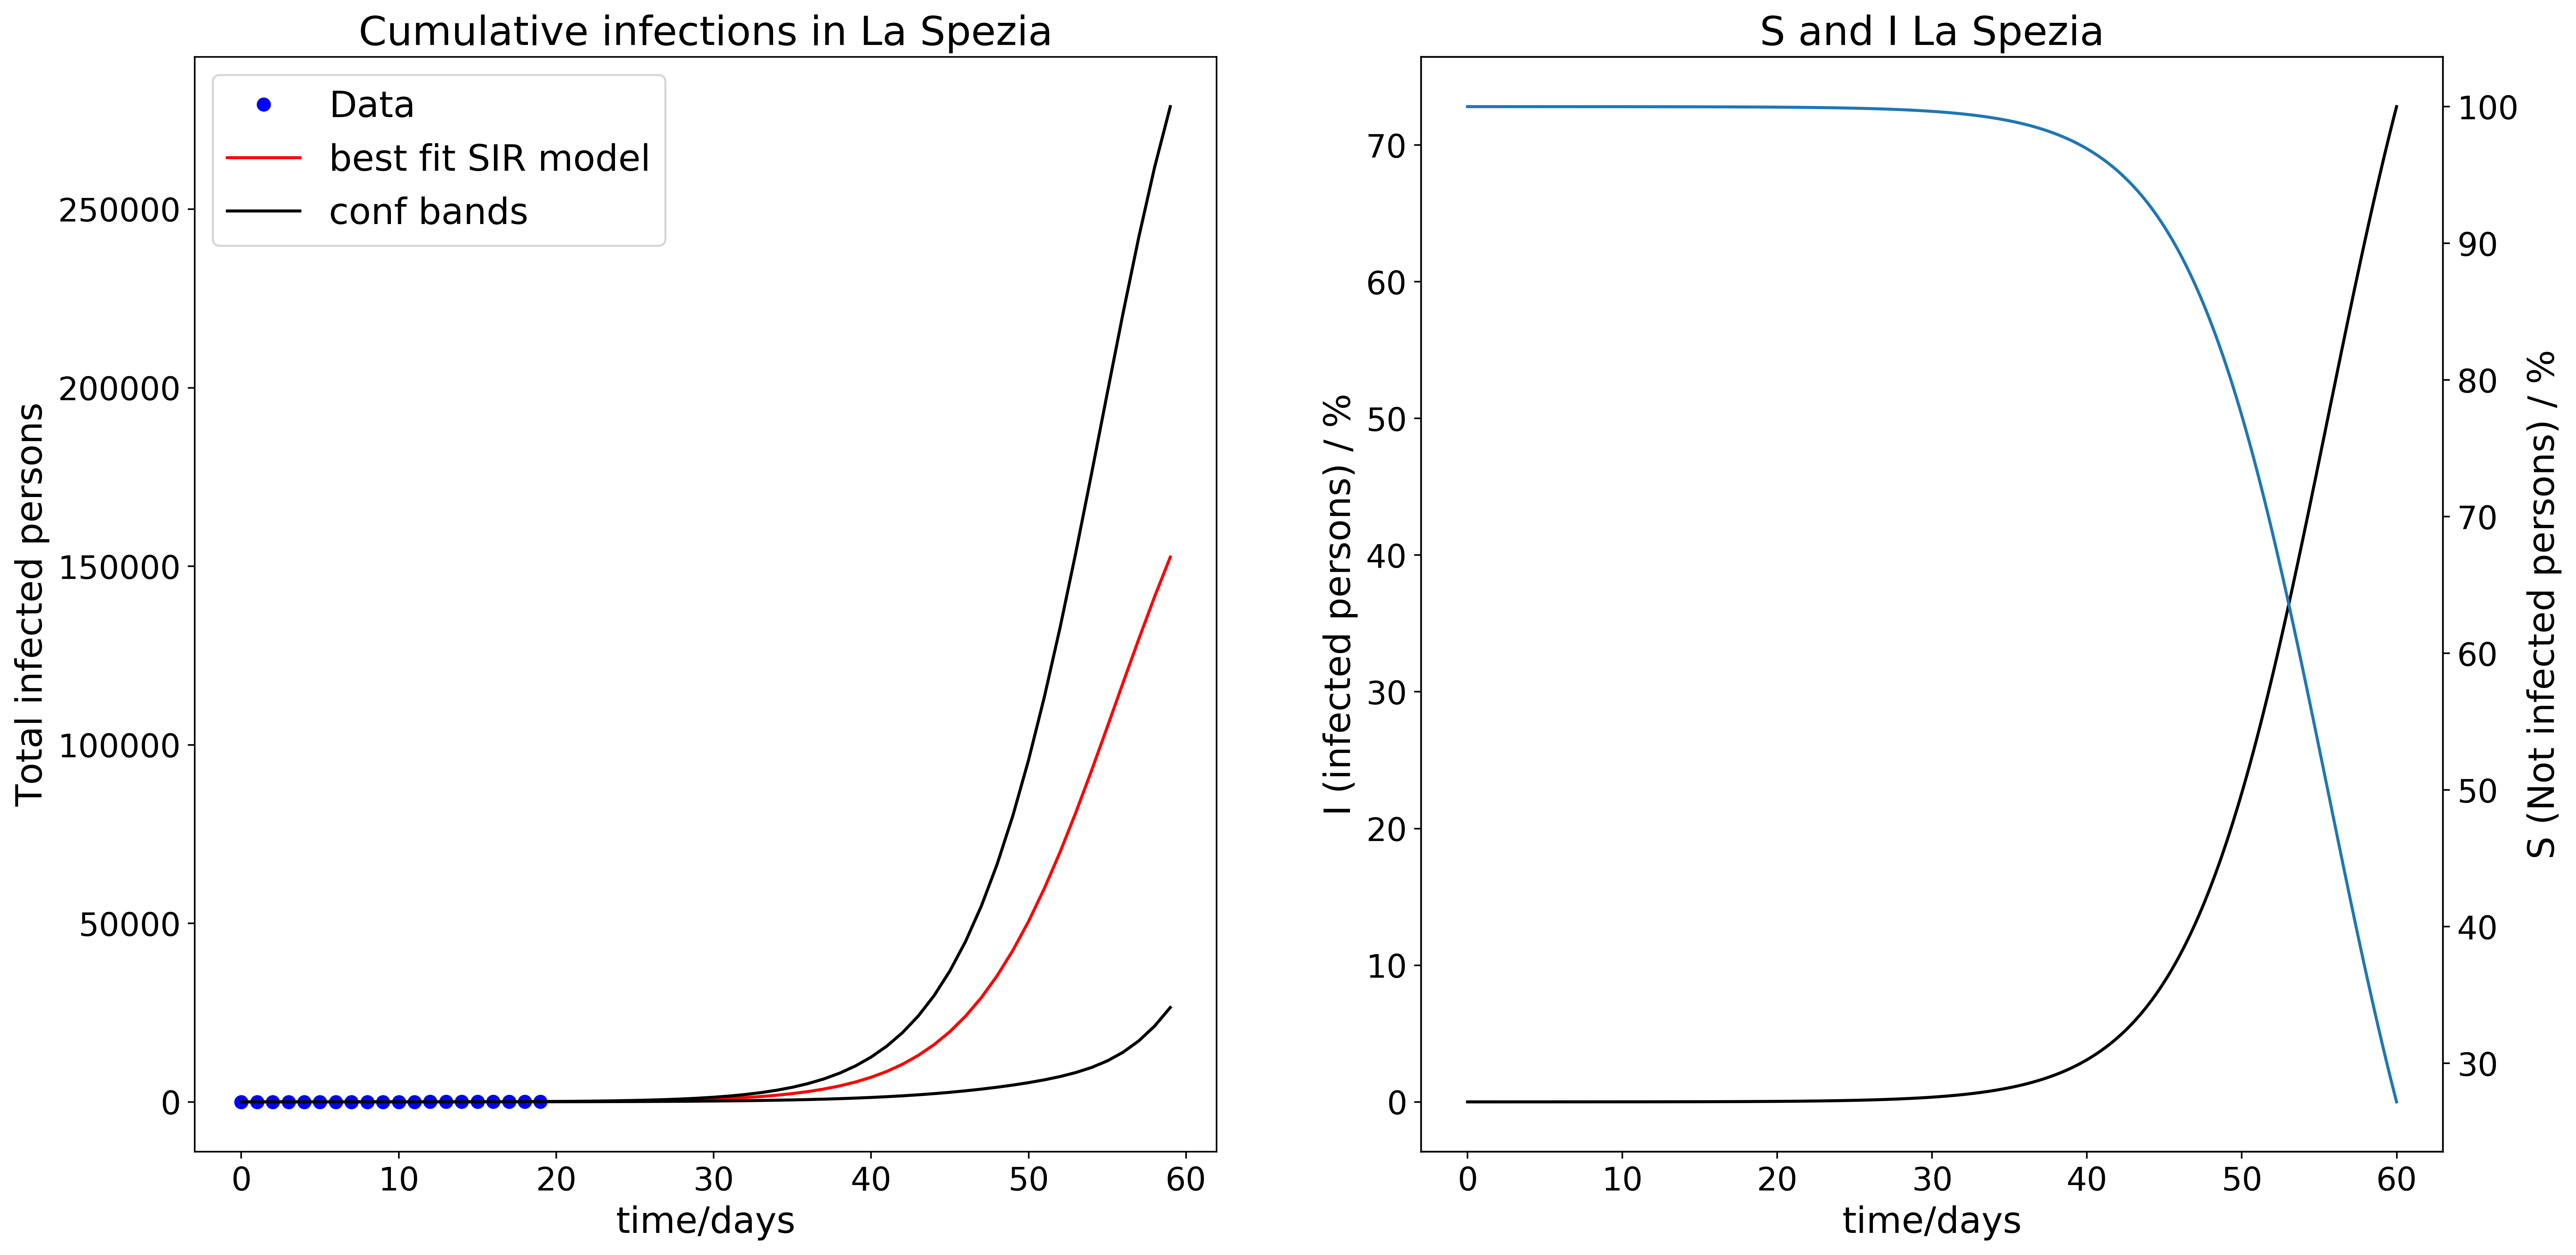 Cumulative infections in La Spezia
Data
best fit SIR model
conf bands
250000
200000
150000
100000
50000
0
Total infected persons
0 10 20 30 40 50 60
time/days
S and I La Spezia
70
60
50
40
30
20
10
0
I (infected persons) / %
100
90
80
70
60
50
40
30
S (Not infected persons) / %
0 10 20 30 40 50 60
time/days